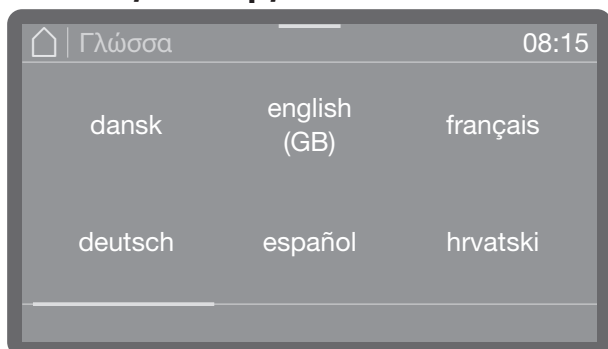 Γλώσσα 08:15
dansk english (GB) français
deutsch español hrvatski